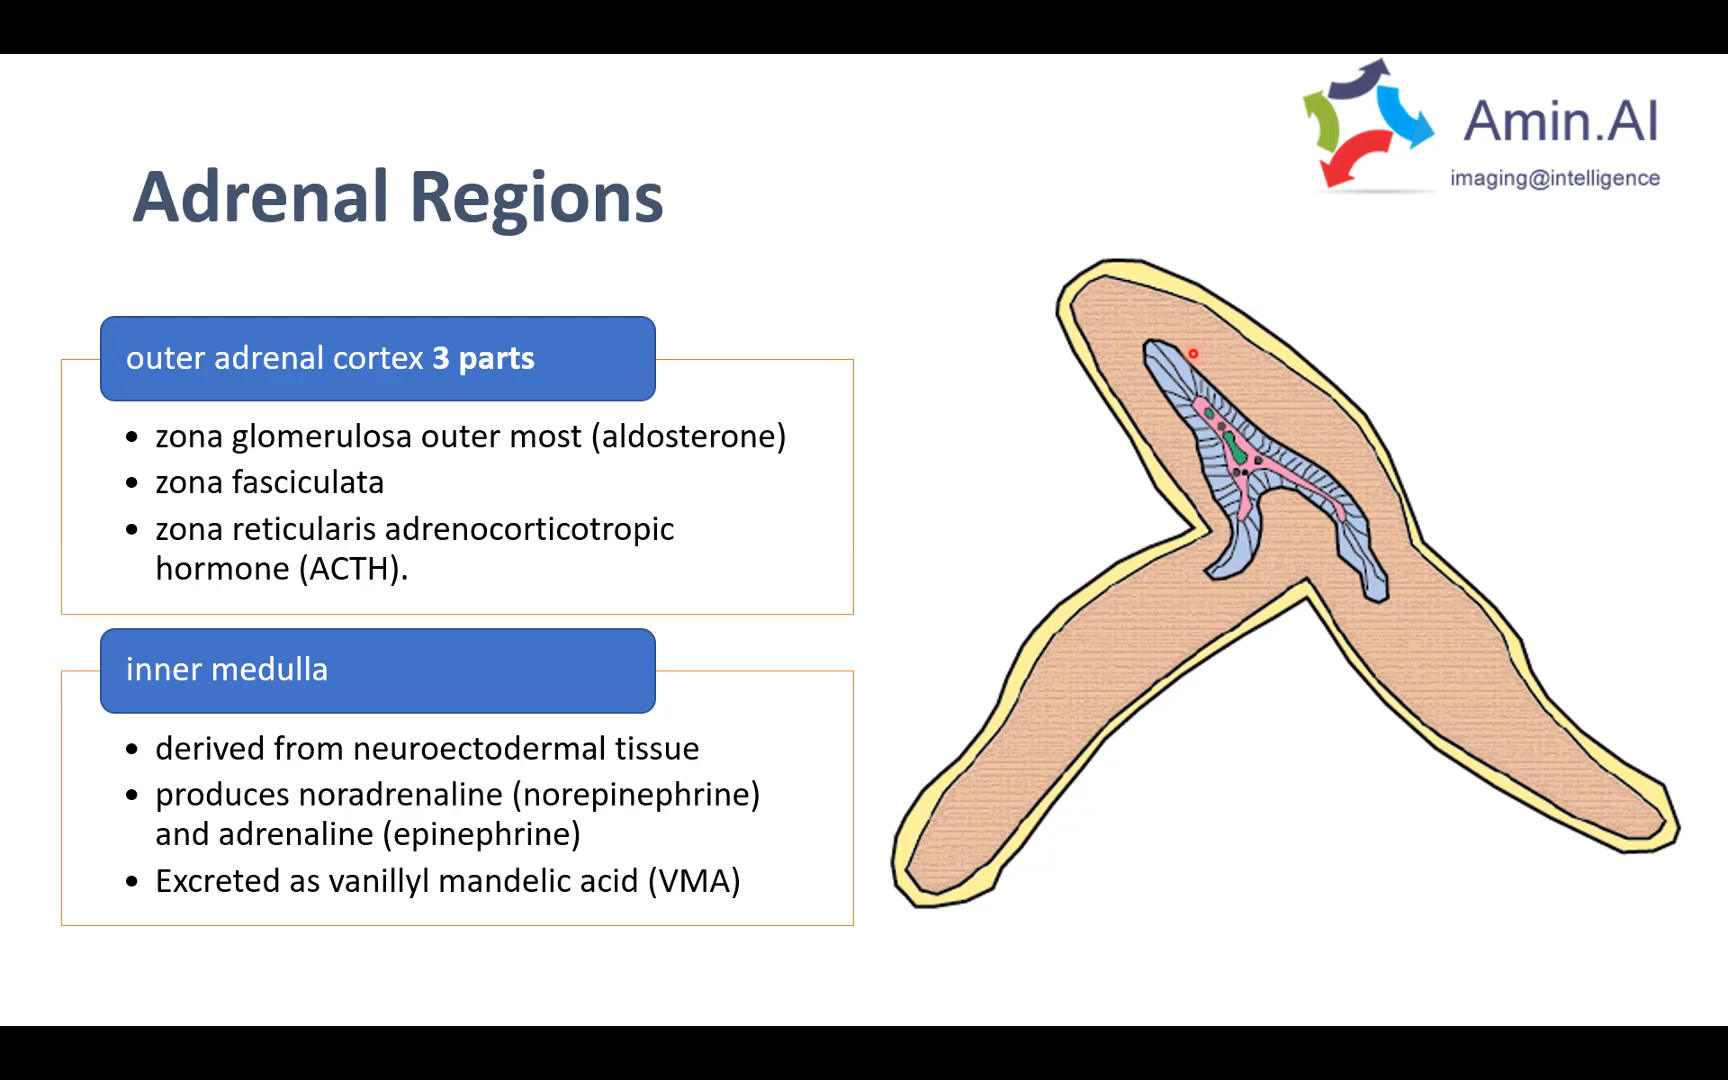 Amin.AI
imaging@intelligence
Adrenal Regions
outer adrenal cortex 3 parts
• zona glomerulosa outer most (aldosterone)
• zona fasciculata
• zona reticularis adrenocorticotropic
hormone (ACTH).
inner medulla
• derived from neuroectodermal tissue
• produces noradrenaline (norepinephrine)
and adrenaline (epinephrine)
• Excreted as vanillyl mandelic acid (VMA)